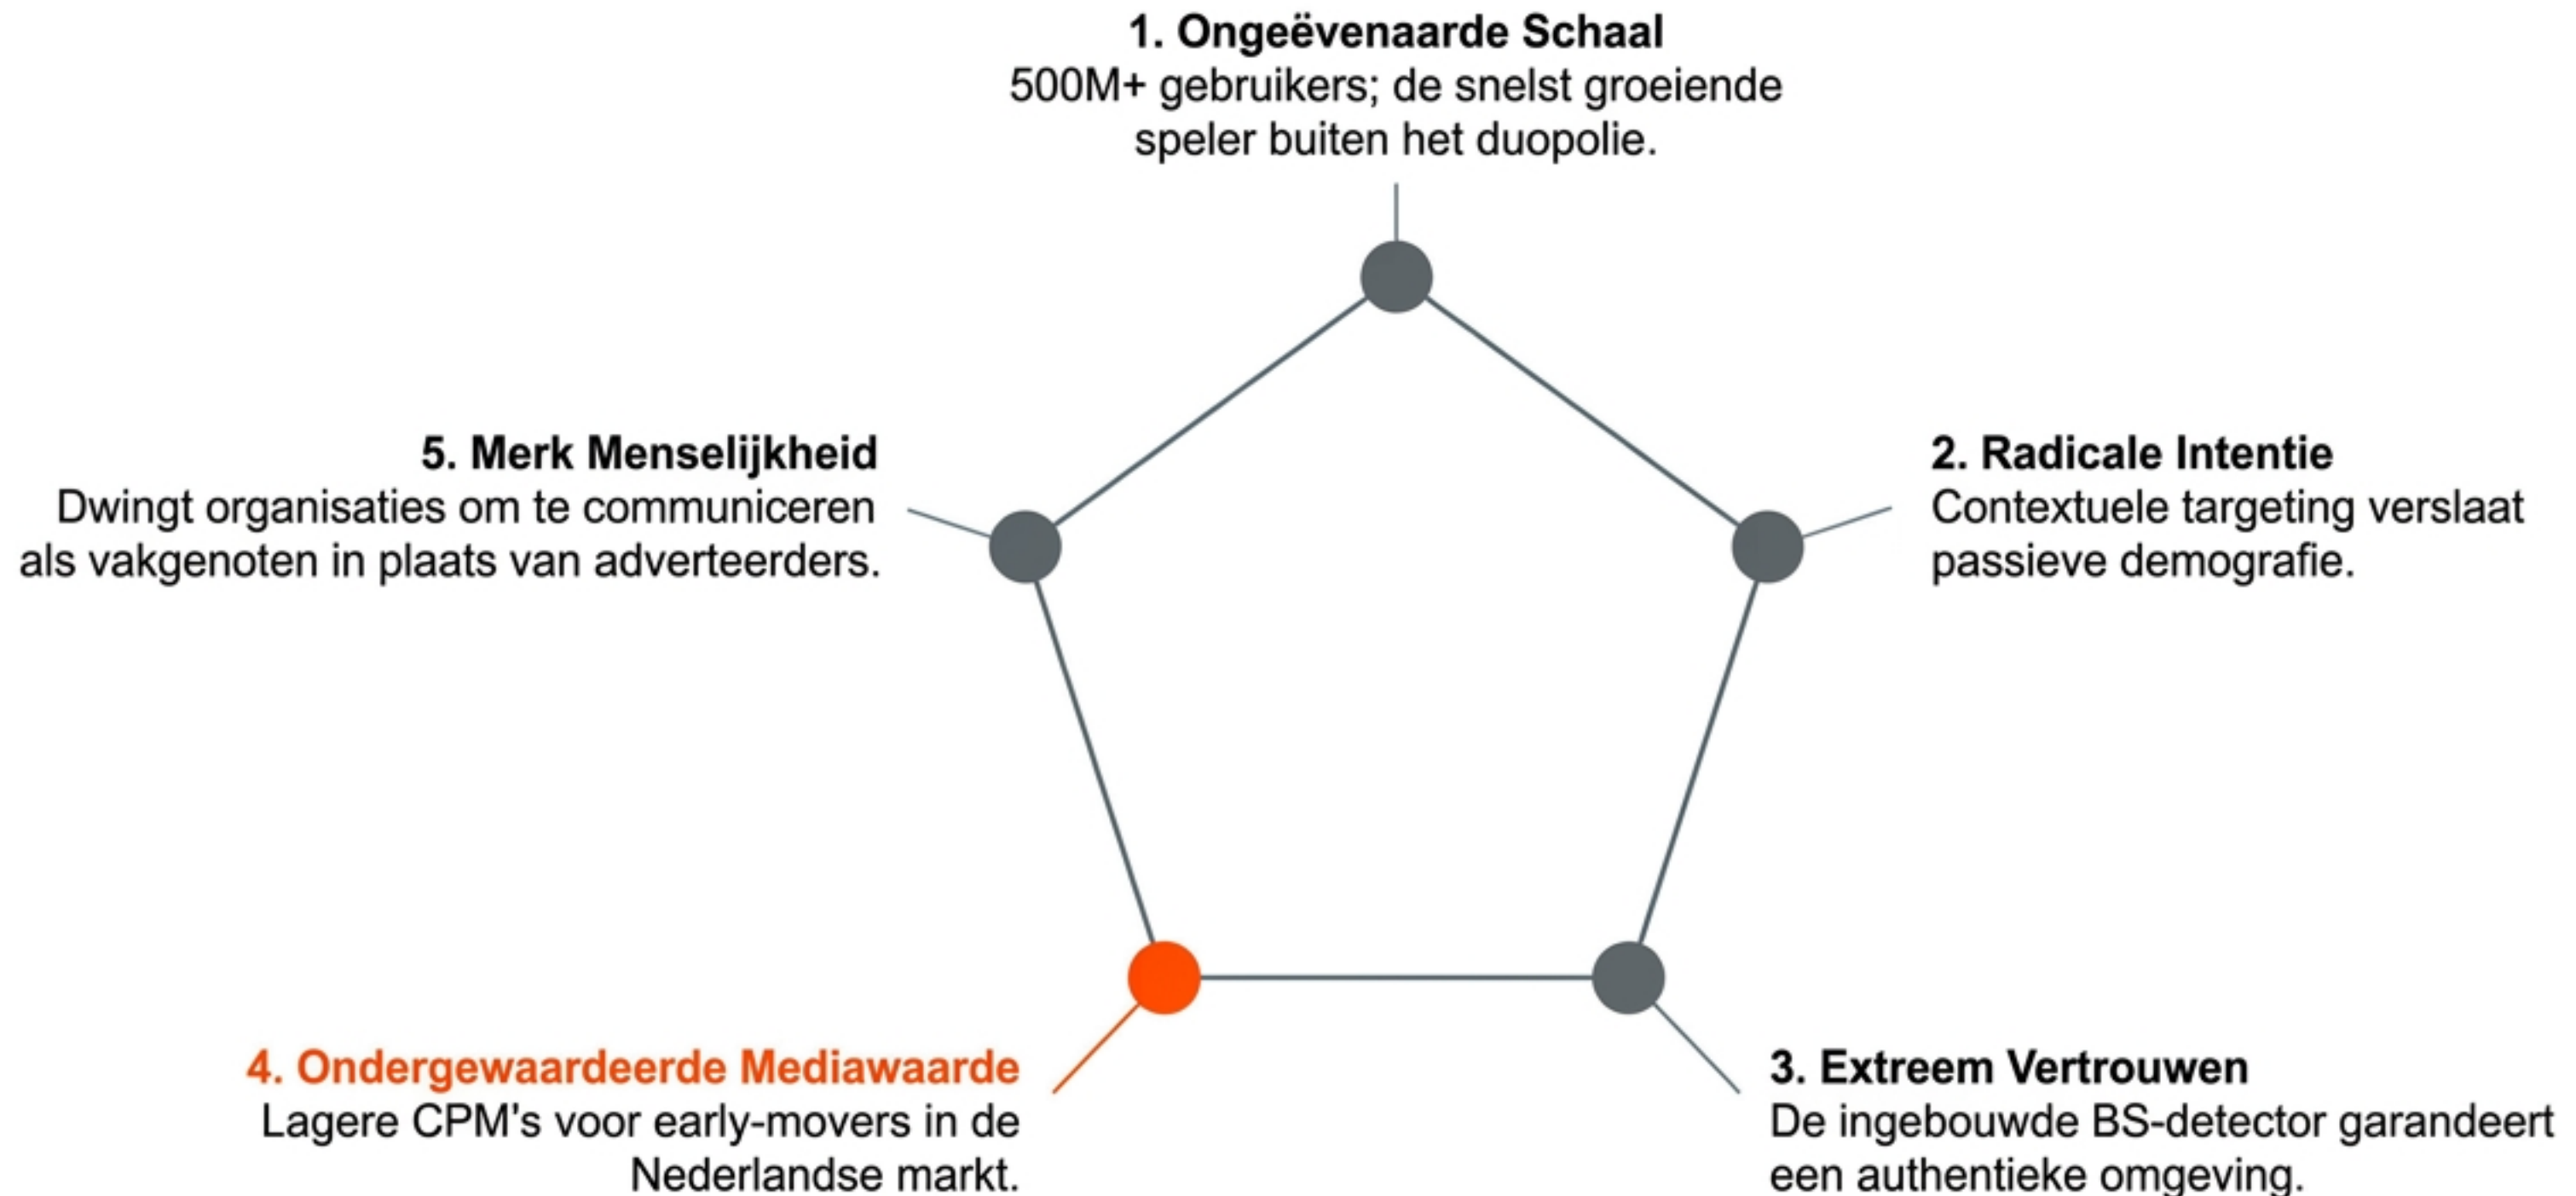 1. Ongeëvenaarde Schaal
500M+ gebruikers; de snelst groeiende
speler buiten het duopolie.
5. Merk Menselijkheid
Dwingt organisaties om te communiceren
als vakgenoten in plaats van adverteerders.
2. Radicale Intentie
Contextuele targeting verslaat
passieve demografie.
4. Ondergewaardeerde Mediawaarde
Lagere CPM's voor early-movers in de
Nederlandse markt.
3. Extreem Vertrouwen
De ingebouwde BS-detector garandeert
een authentieke omgeving.